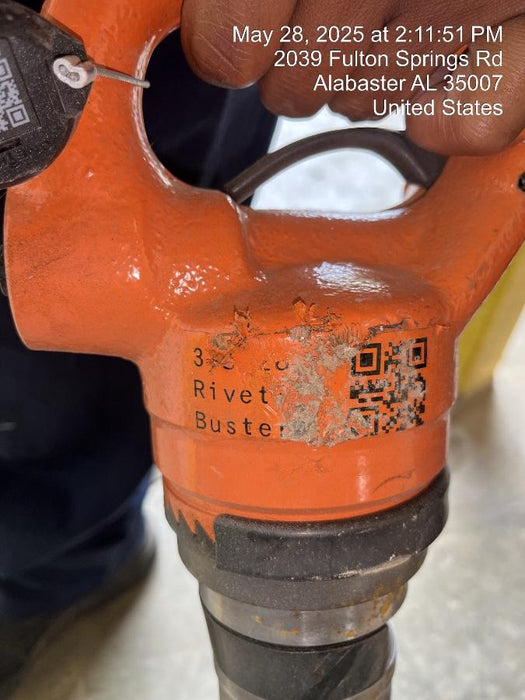 May 28, 2025 at 2:11:51 PM
2039 Fulton Springs Rd
Alabaster AL 35007
United States
Rivet
Buster